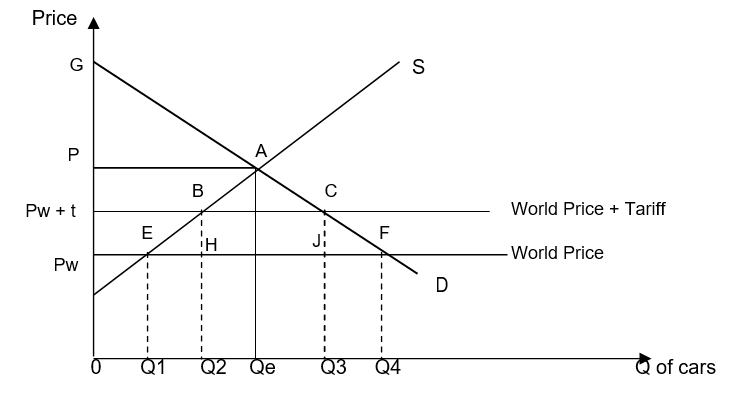 Price
G
S
P
A
B
C
Pw + t
World Price + Tariff
E
H
J
F
Pw
World Price
D
0
Q1
Q2
Qe
Q3
Q4
Q of cars